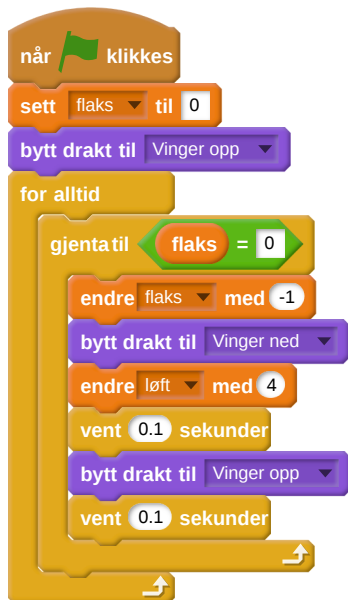 når klikkes
sett flaks til 0
bytt drakt til Vinger opp
for alltid
gjenta til flaks = 0
endre flaks med -1
bytt drakt til Vinger ned
endre løft med 4
vent 0.1 sekunder
bytt drakt til Vinger opp
vent 0.1 sekunder